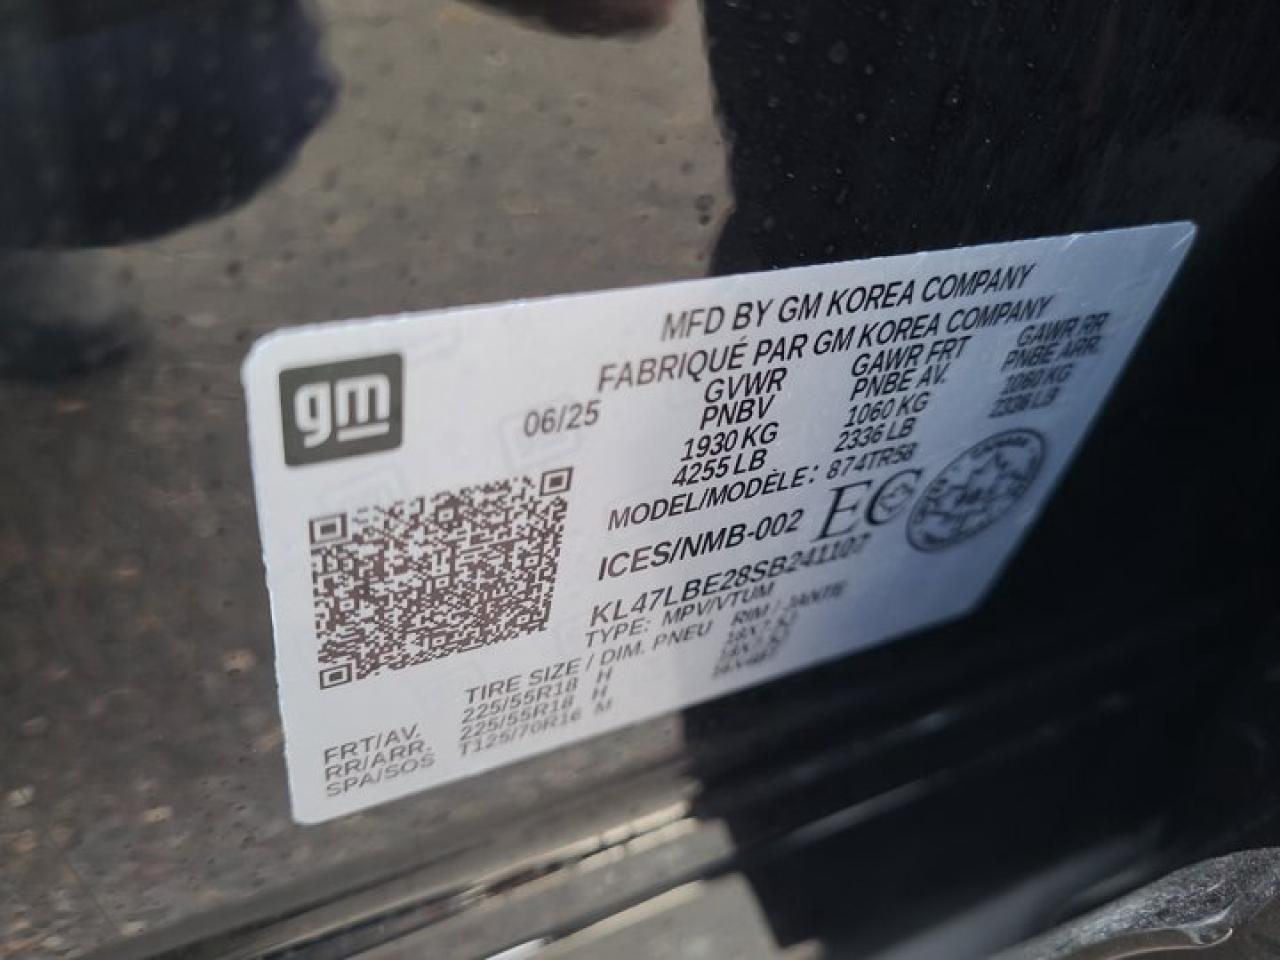 gm
MFD BY GM KOREA COMPANY
FABRIQUÉ PAR GM KOREA COMPANY
06/25
GVWR GAWR FRT GAWR RR
PNBV PNBE AV. PNBE ARR.
1930 KG 1060 KG 1060 KG
4255 LB 2336 LB 2336 LB
MODEL/MODÈLE: 874TR58
ICES/NMB-002 EC
KL47LBE28SB241107
TYPE: MPV/VTUM
TIRE SIZE / DIM. PNEU RIM / JANTE
FRT/AV. 225/55R18 H
RR/ARR. 225/55R18 H
SPA/SOS T125/70R16 M